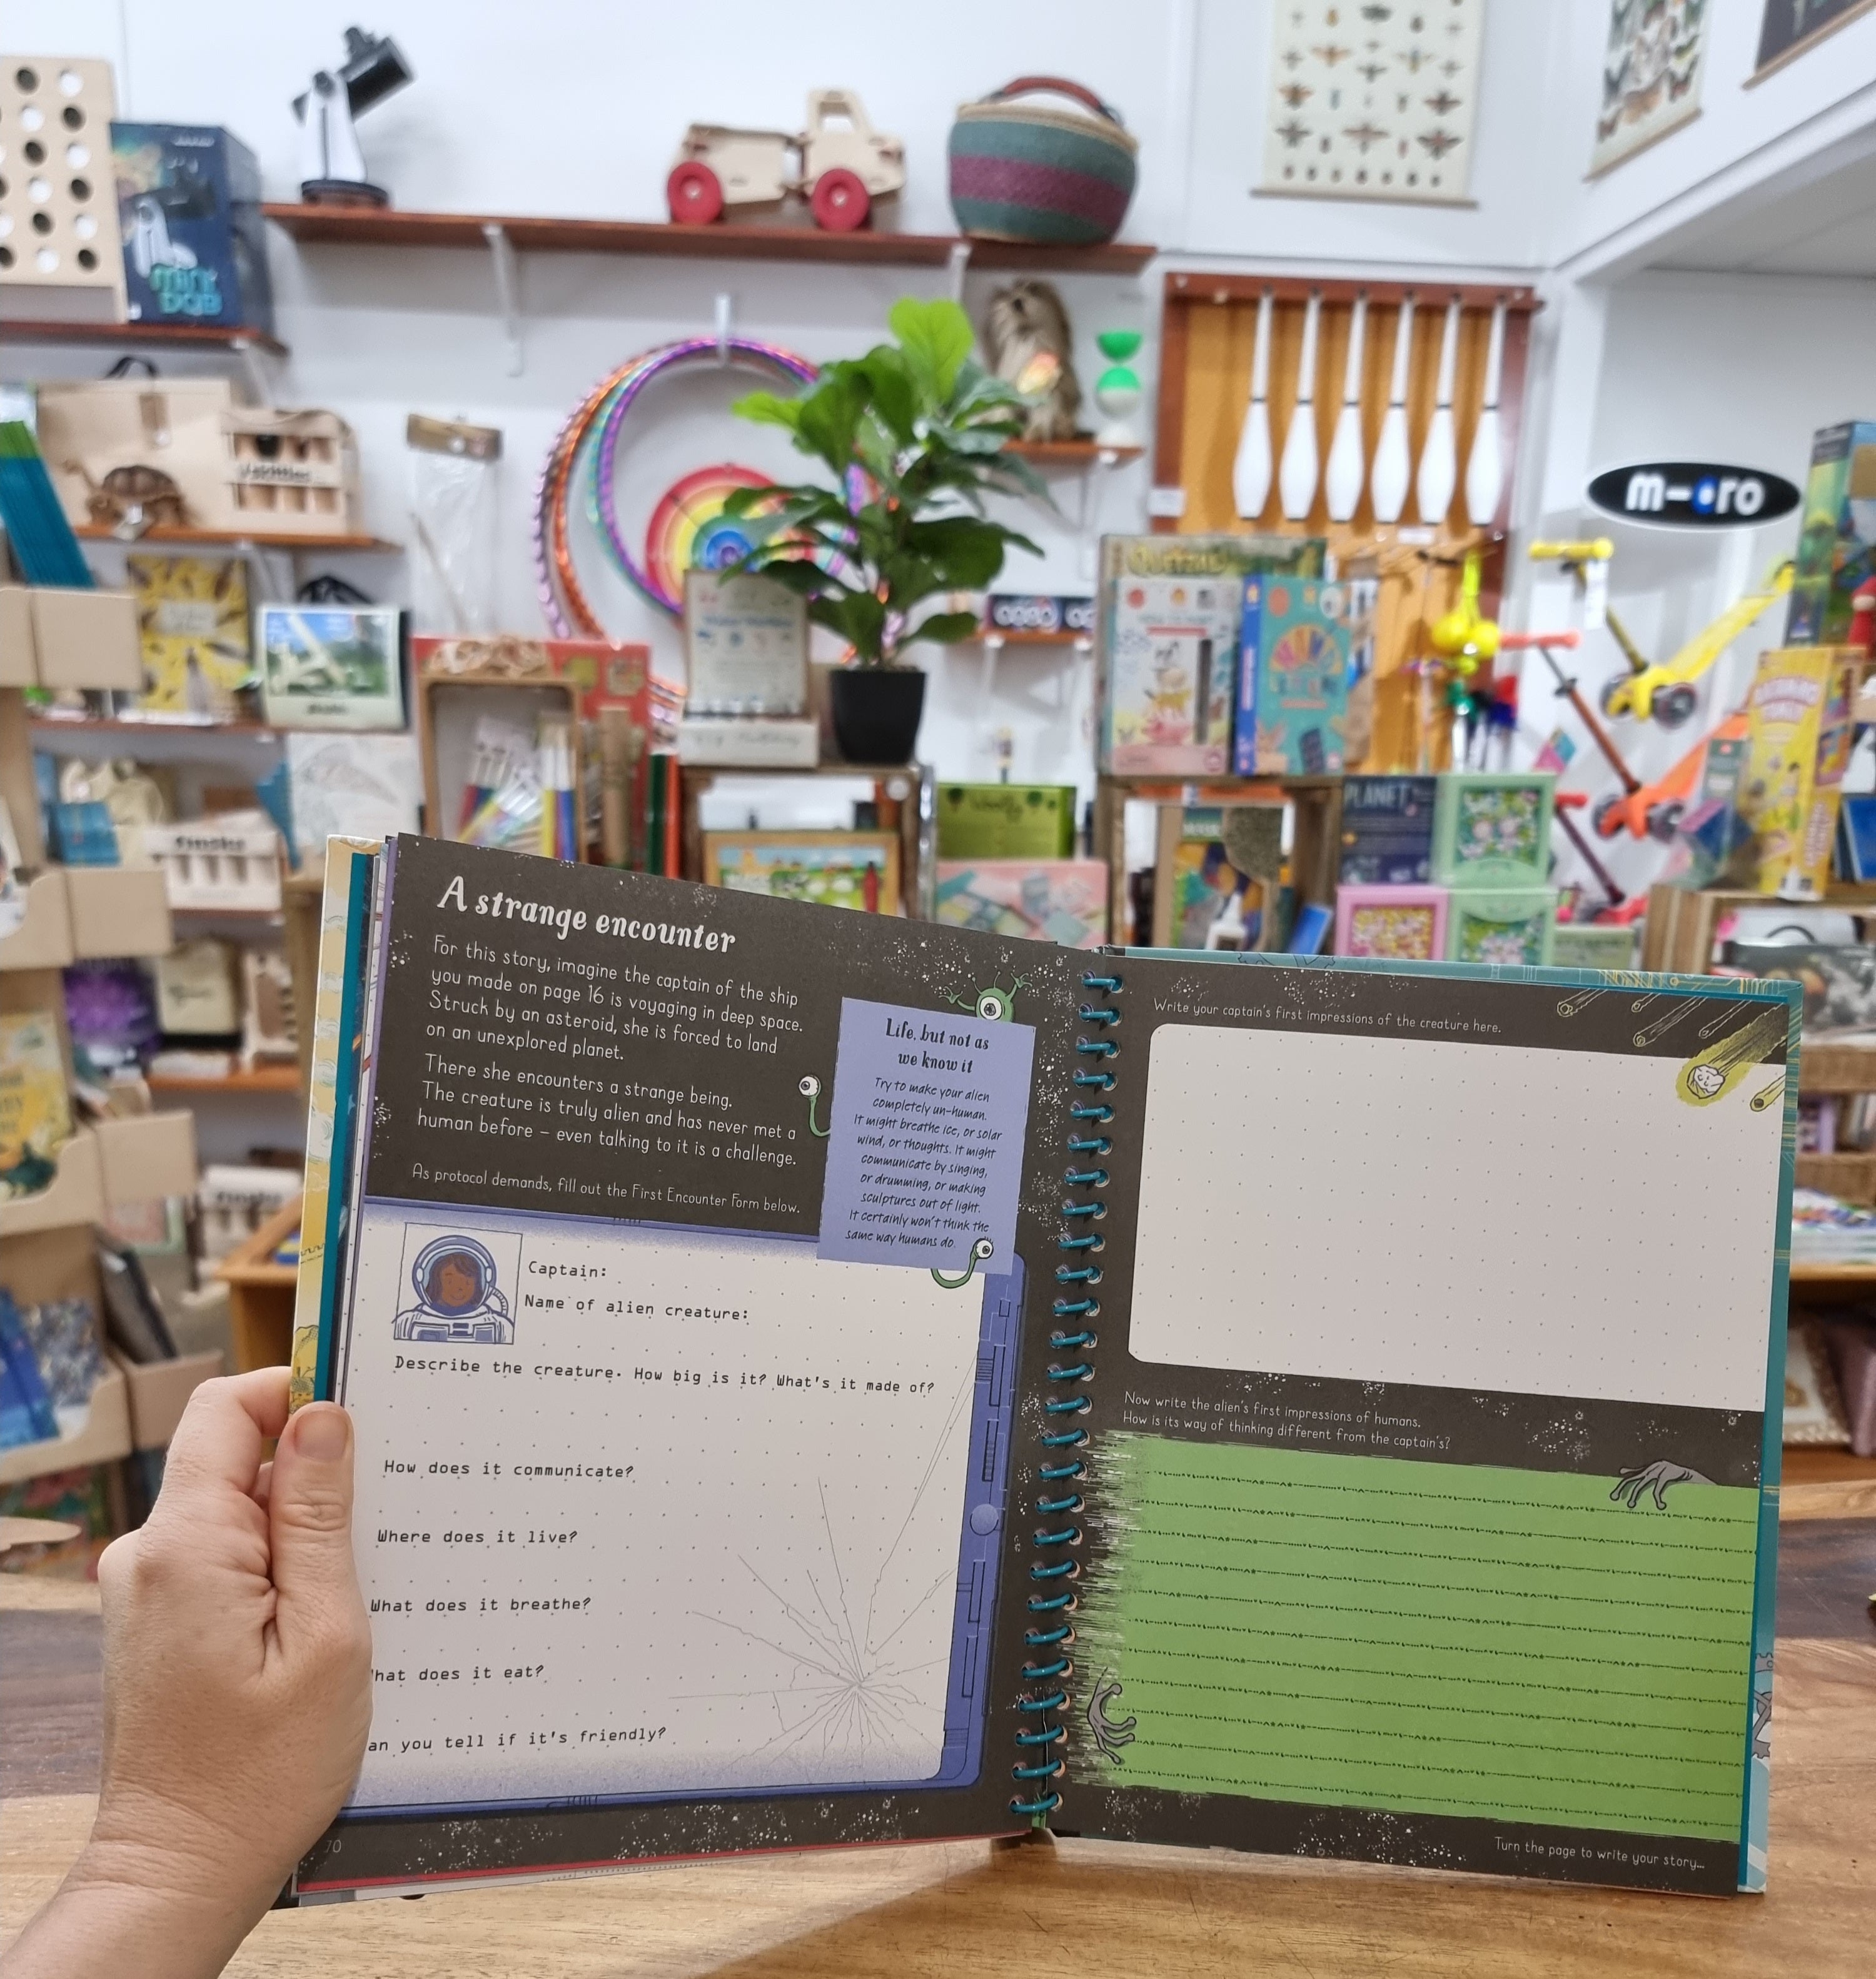 m-cro
PLANET
A strange encounter
For this story, imagine the captain of the ship
you made on page 16 is voyaging in deep space.
Struck by an asteroid, she is forced to land
on an unexplored planet.
There she encounters a strange being.
The creature is truly alien and has never met a
human before – even talking to it is a challenge.
As protocol demands, fill out the First Encounter Form below.
Life, but not as
we know it
Try to make your alien
completely un-human.
It might breathe ice, or solar
wind, or thoughts. It might
communicate by singing,
or drumming, or making
sculptures out of light.
It certainly won't think the
same way humans do.
Captain:
Name of alien creature:
Describe the creature. How big is it? What's it made of?
How does it communicate?
Where does it live?
What does it breathe?
hat does it eat?
an you tell if it's friendly?
70
Write your captain's first impressions of the creature here.
Now write the alien's first impressions of humans.
How is its way of thinking different from the captain's?
Turn the page to write your story...